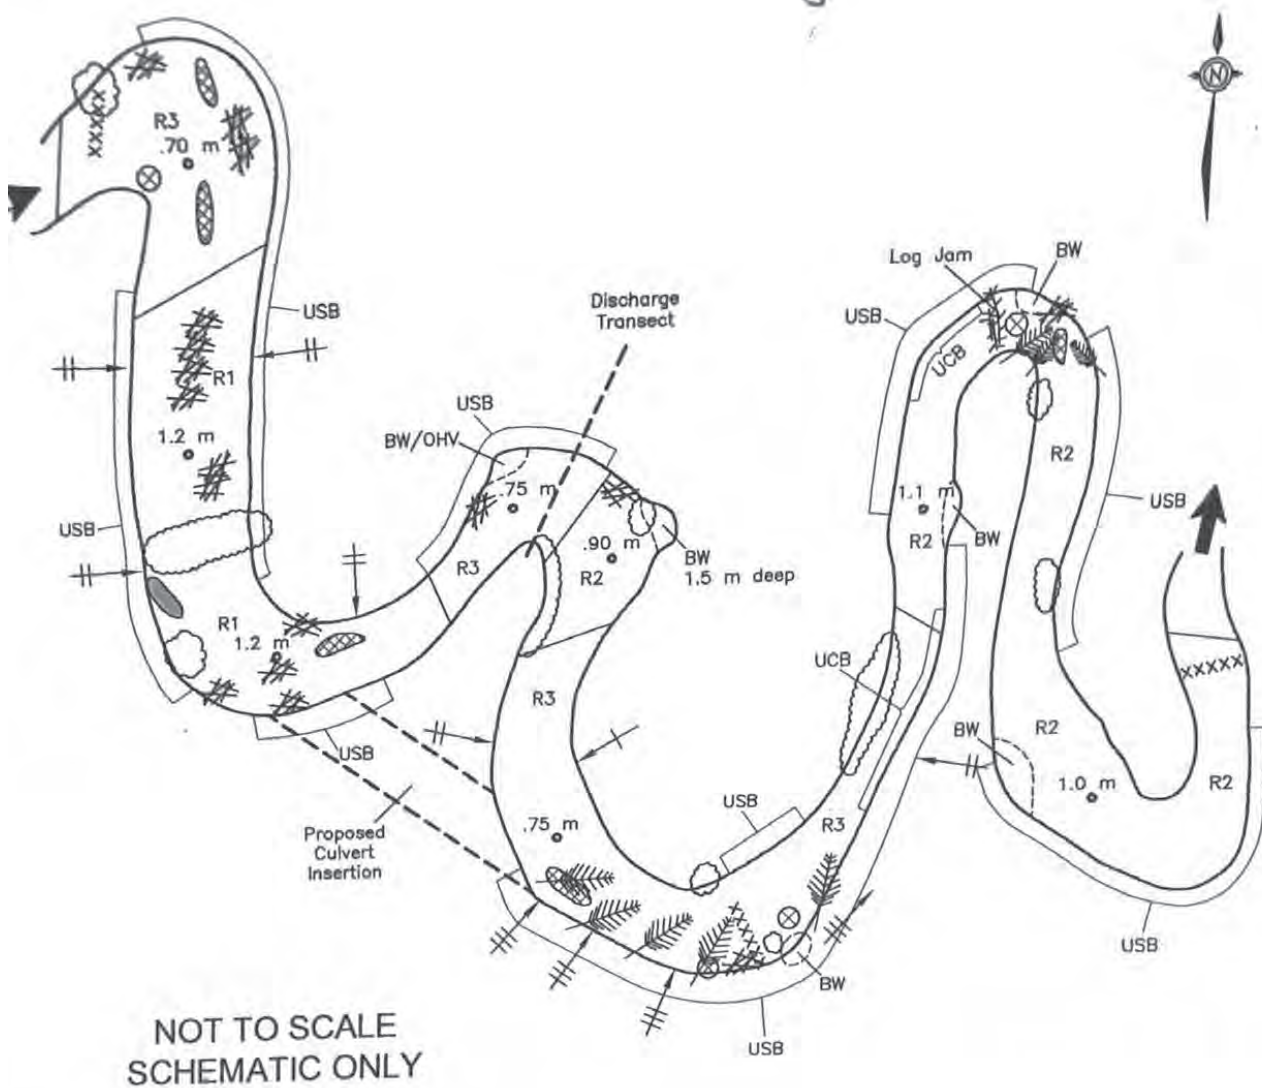 N
R3
.70 m
XXXXX
USB
R1
1.2 m
USB
R1
1.2 m
USB
Discharge
Transect
USB
BW/OHV
.75 m
R3
.90 m
R2
BW
1.5 m deep
R3
.75 m
Proposed
Culvert
Insertion
USB
R3
BW
USB
UCB
Log Jam
BW
USB
UCB
1.1 m
R2
BW
R2
USB
BW
R2
1.0 m
R2
XXXXX
USB
NOT TO SCALE
SCHEMATIC ONLY